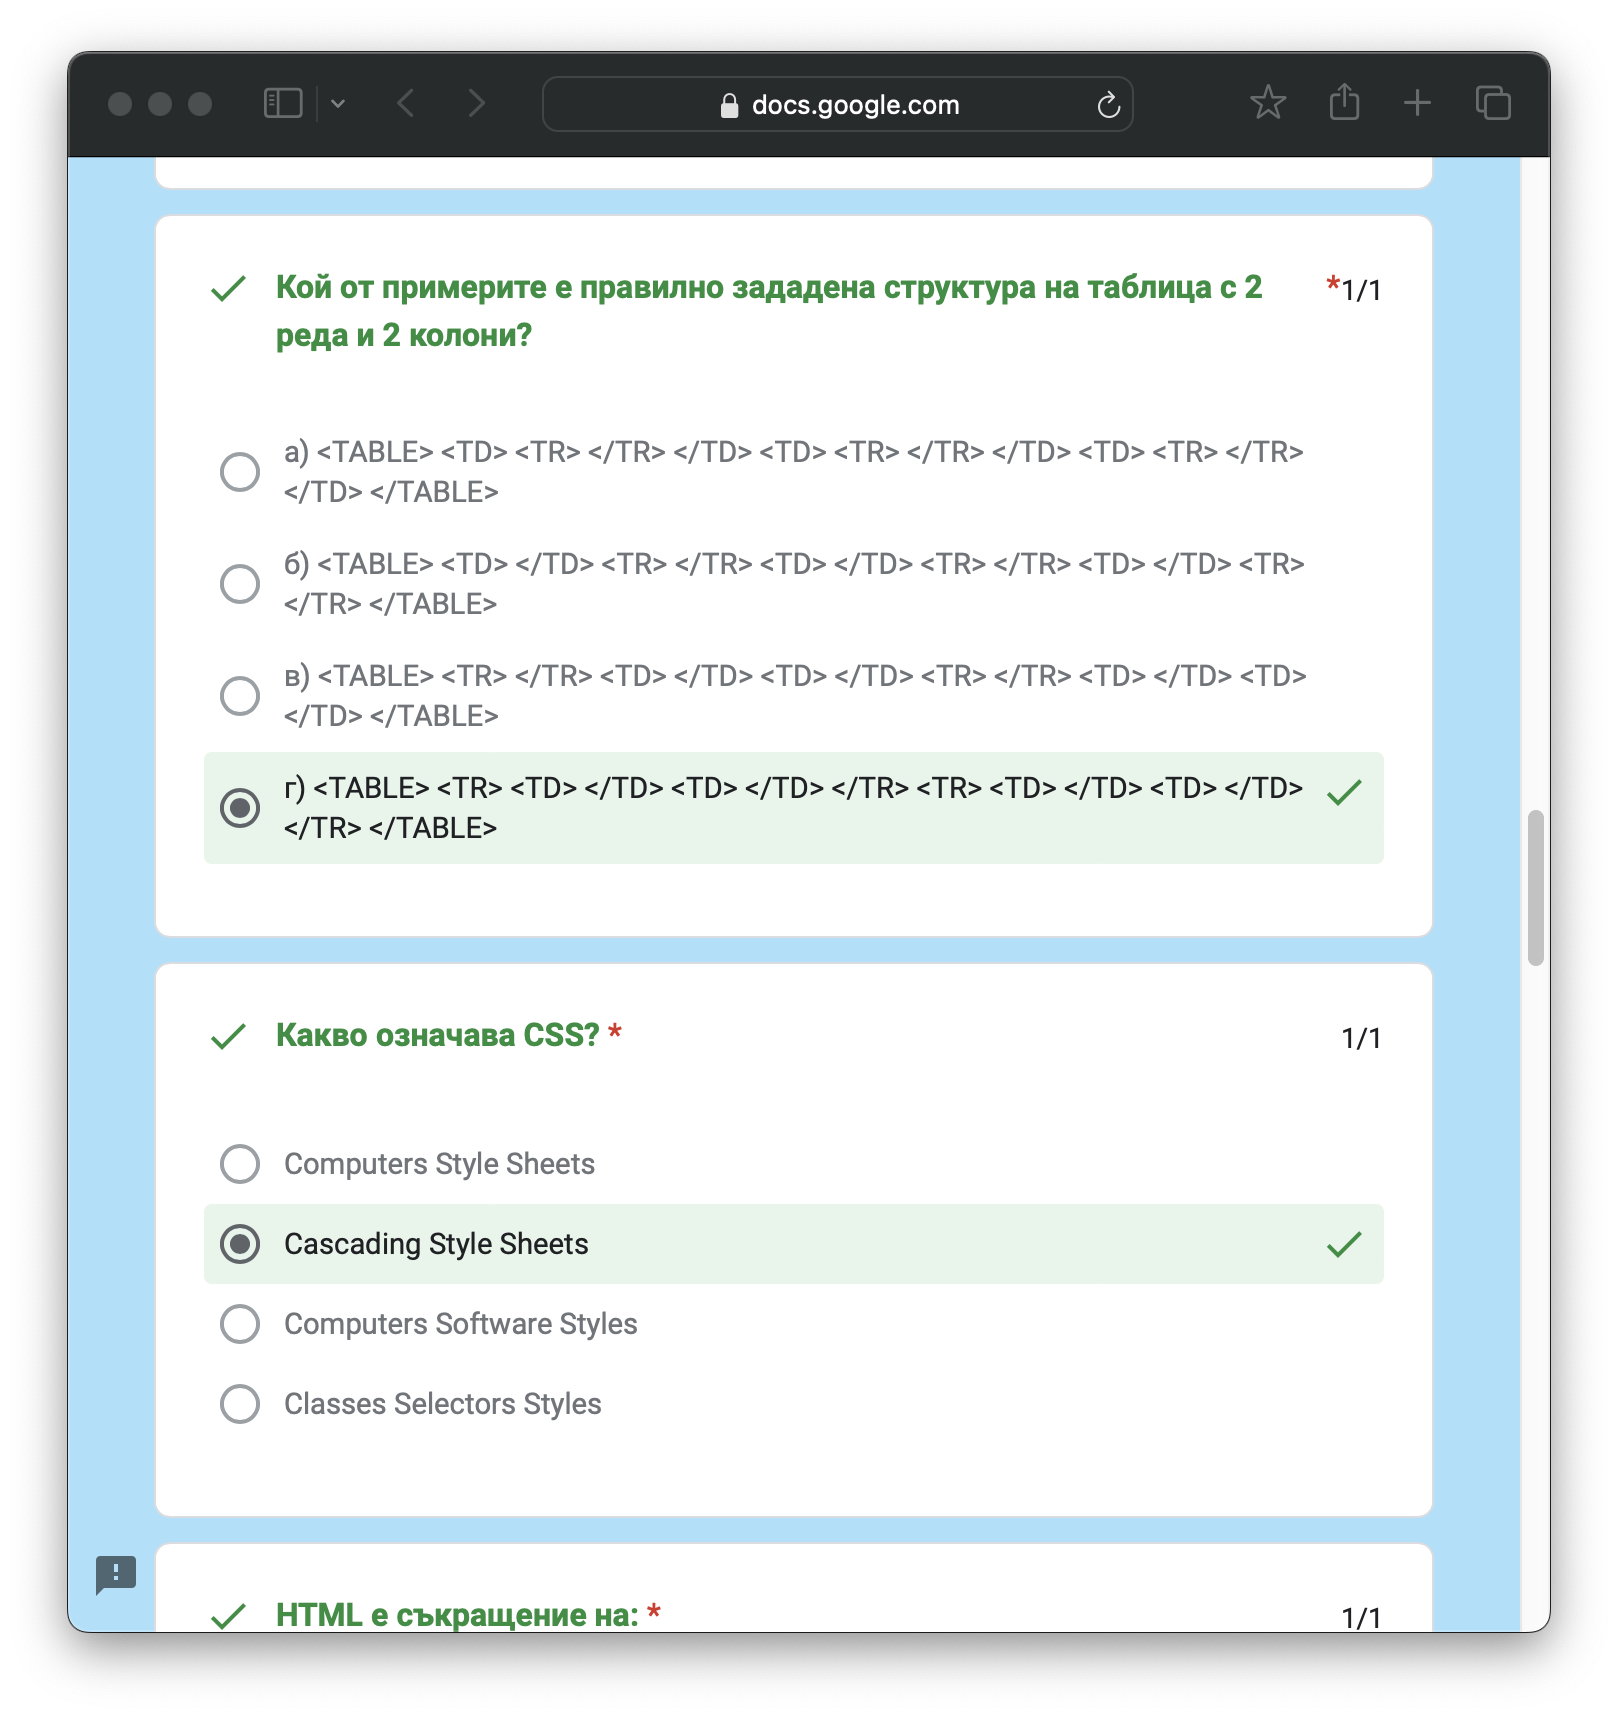 docs.google.com
Кой от примерите е правилно зададена структура на таблица с 2 *1/1
реда и 2 колони?
а) <TABLE> <TD> <TR> </TR> </TD> <TD> <TR> </TR> </TD> <TD> <TR> </TR>
</TD> </TABLE>
б) <TABLE> <TD> </TD> <TR> </TR> <TD> </TD> <TR> </TR> <TD> </TD> <TR>
</TR> </TABLE>
в) <TABLE> <TR> </TR> <TD> </TD> <TD> </TD> <TR> </TR> <TD> </TD> <TD>
</TD> </TABLE>
г) <TABLE> <TR> <TD> </TD> <TD> </TD> </TR> <TR> <TD> </TD> <TD> </TD>
</TR> </TABLE>
Какво означава CSS? * 1/1
Computers Style Sheets
Cascading Style Sheets
Computers Software Styles
Classes Selectors Styles
HTML е съкращение на: * 1/1